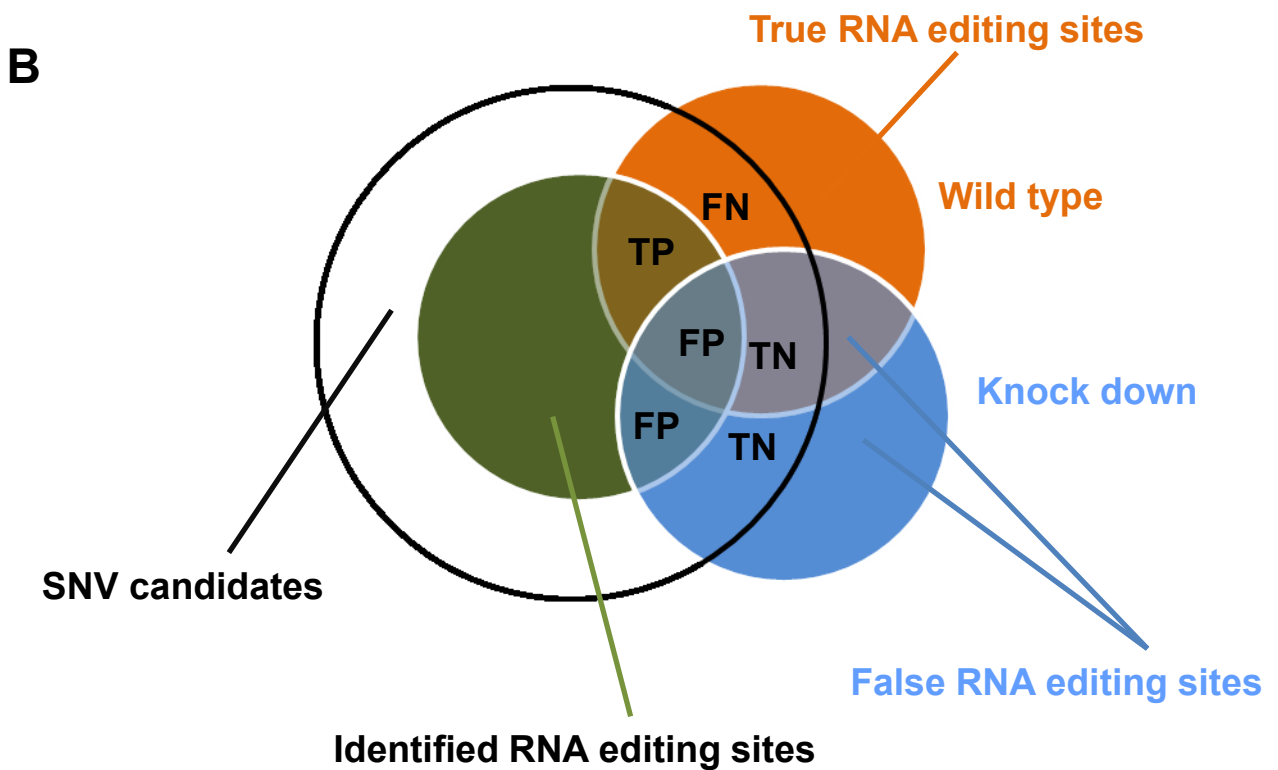 True RNA editing sites
B
Wild type
FN
TP
FP
TN
Knock down
FP
TN
SNV candidates
False RNA editing sites
Identified RNA editing sites